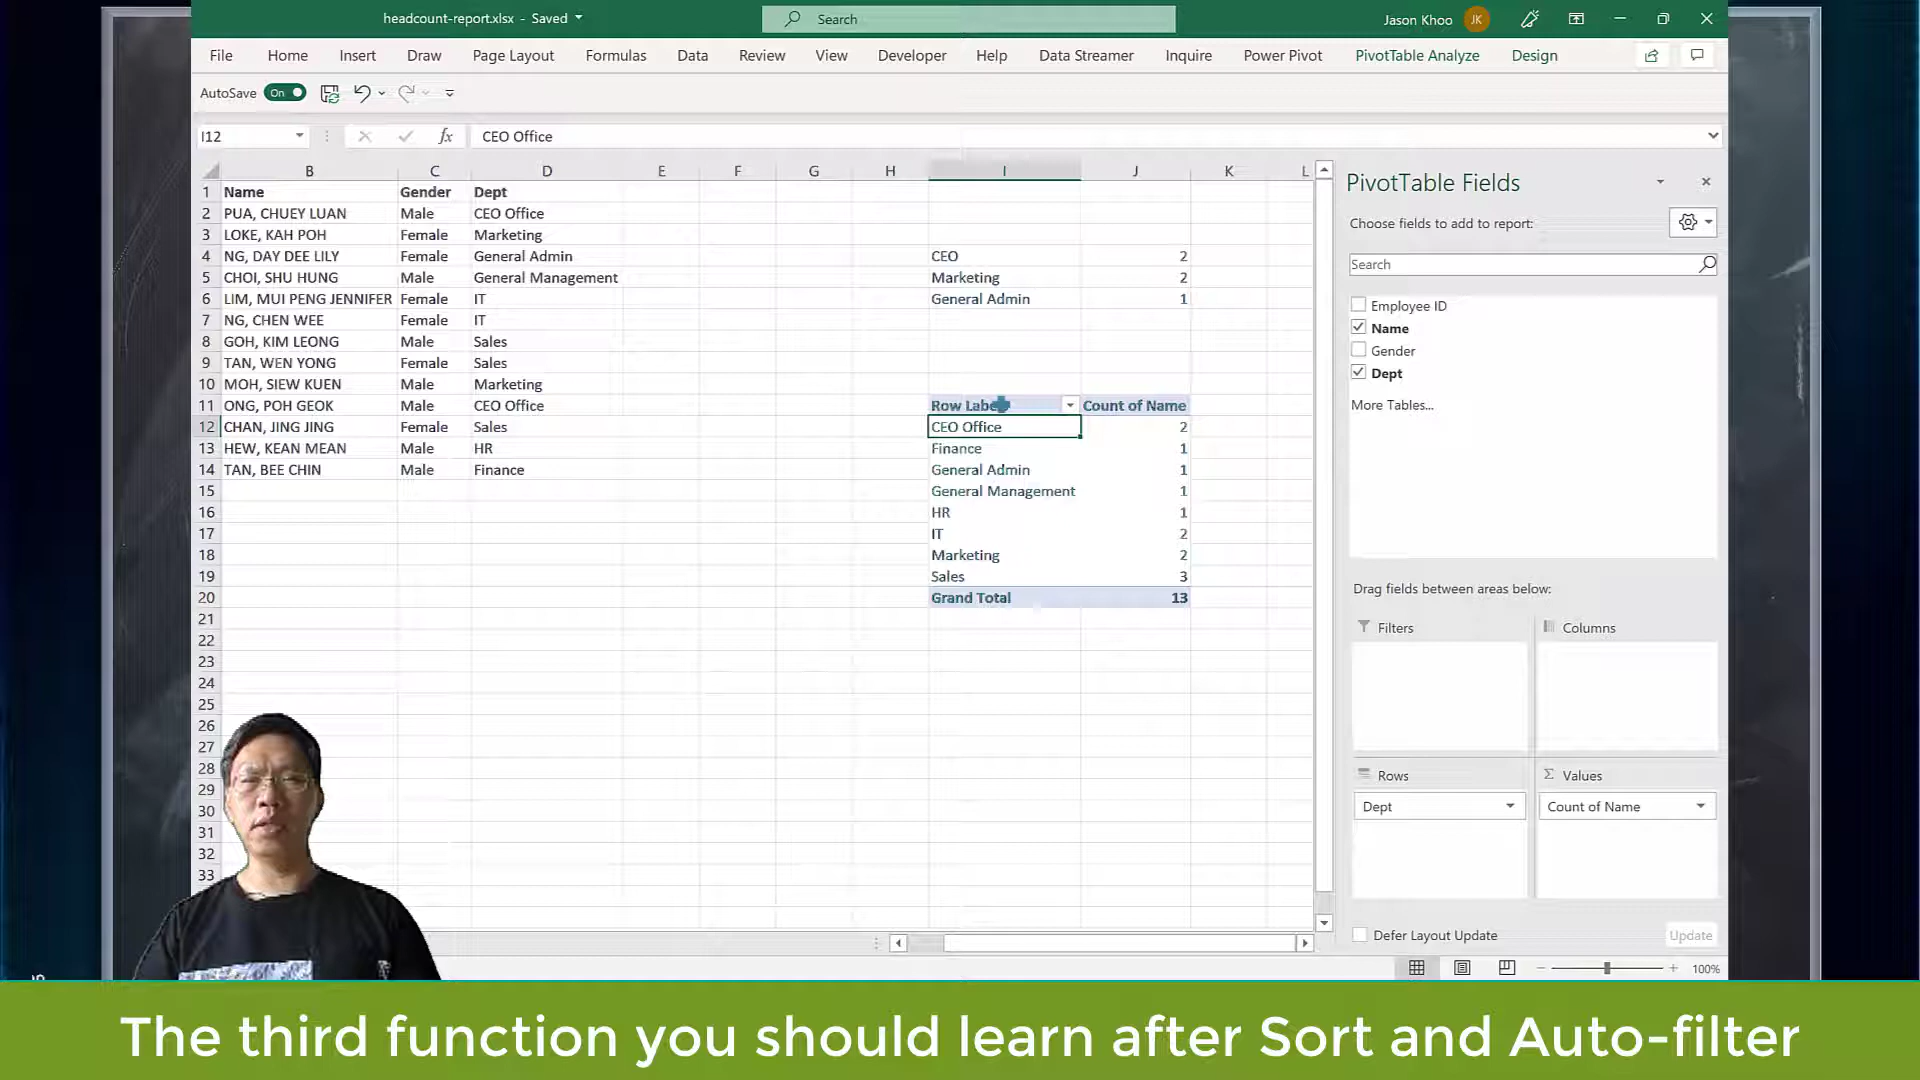 headcount-report.xlsx - Saved
Search
Jason Khoo JK
File Home Insert Draw Page Layout Formulas Data Review View Developer Help Data Streamer Inquire Power Pivot PivotTable Analyze Design
AutoSave On
I12 fx CEO Office
B C D E F G H I J K L
1 Name Gender Dept
2 PUA, CHUEY LUAN Male CEO Office
3 LOKE, KAH POH Female Marketing
4 NG, DAY DEE LILY Female General Admin CEO 2
5 CHOI, SHU HUNG Male General Management Marketing 2
6 LIM, MUI PENG JENNIFER Female IT General Admin 1
7 NG, CHEN WEE Female IT
8 GOH, KIM LEONG Male Sales
9 TAN, WEN YONG Female Sales
10 MOH, SIEW KUEN Male Marketing
11 ONG, POH GEOK Male CEO Office Row Count of Name
12 CHAN, JING JING Female Sales CEO Office 2
13 HEW, KEAN MEAN Male HR Finance 1
14 TAN, BEE CHIN Male Finance General Admin 1
15 General Management 1
16 HR 1
17 IT 2
18 Marketing 2
19 Sales 3
20 Grand Total 13
21
22
23
24
25
26
27
28
29
30
31
32
33
PivotTable Fields
Choose fields to add to report:
Search
Employee ID
Name
Gender
Dept
More Tables...
Drag fields between areas below:
Filters Columns
Rows Σ Values
Dept Count of Name
Defer Layout Update Update
100%
The third function you should learn after Sort and Auto-filter